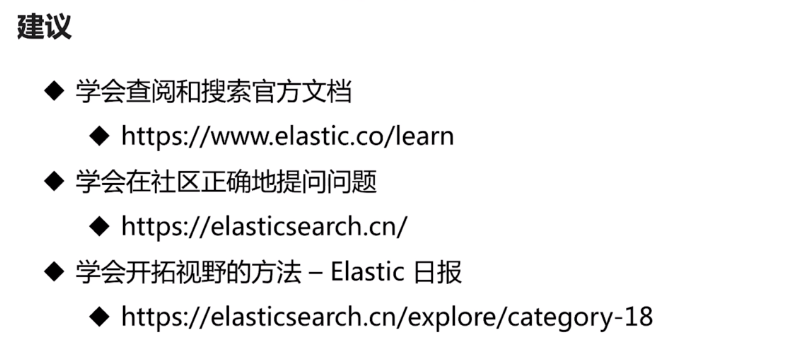 建议
◆ 学会查阅和搜索官方文档
◆ https://www.elastic.co/learn
◆ 学会在社区正确地提问问题
◆ https://elasticsearch.cn/
◆ 学会开拓视野的方法 – Elastic 日报
◆ https://elasticsearch.cn/explore/category-18